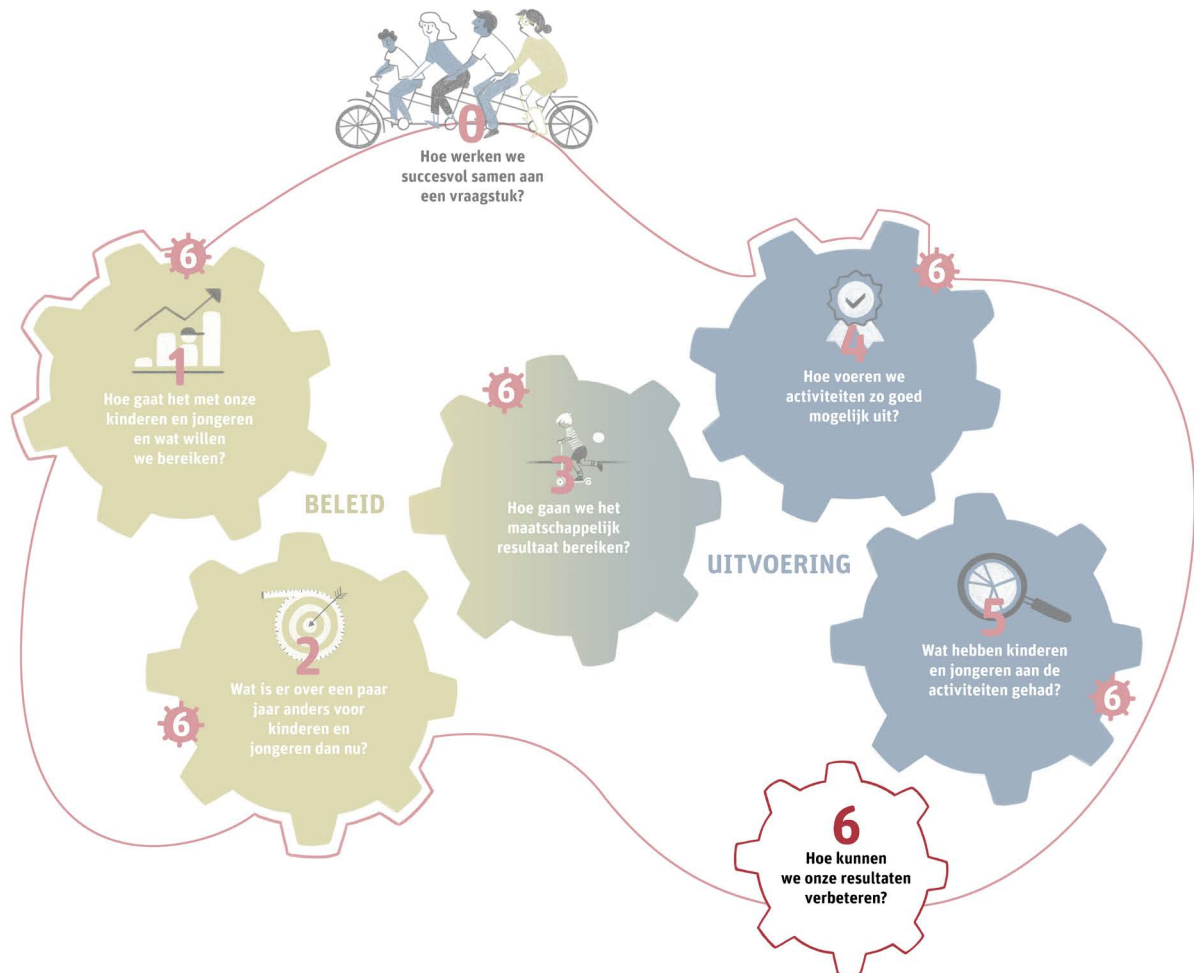 0
Hoe werken we
succesvol samen aan
een vraagstuk?
6
1
Hoe gaat het met onze
kinderen en jongeren
en wat willen
we bereiken?
6
4
Hoe voeren we
activiteiten zo goed
mogelijk uit?
6
3
Hoe gaan we het
maatschappelijk
resultaat bereiken?
BELEID
UITVOERING
2
Wat is er over een paar
jaar anders voor
kinderen en
jongeren dan nu?
6
5
Wat hebben kinderen
en jongeren aan de
activiteiten gehad?
6
6
Hoe kunnen
we onze resultaten
verbeteren?